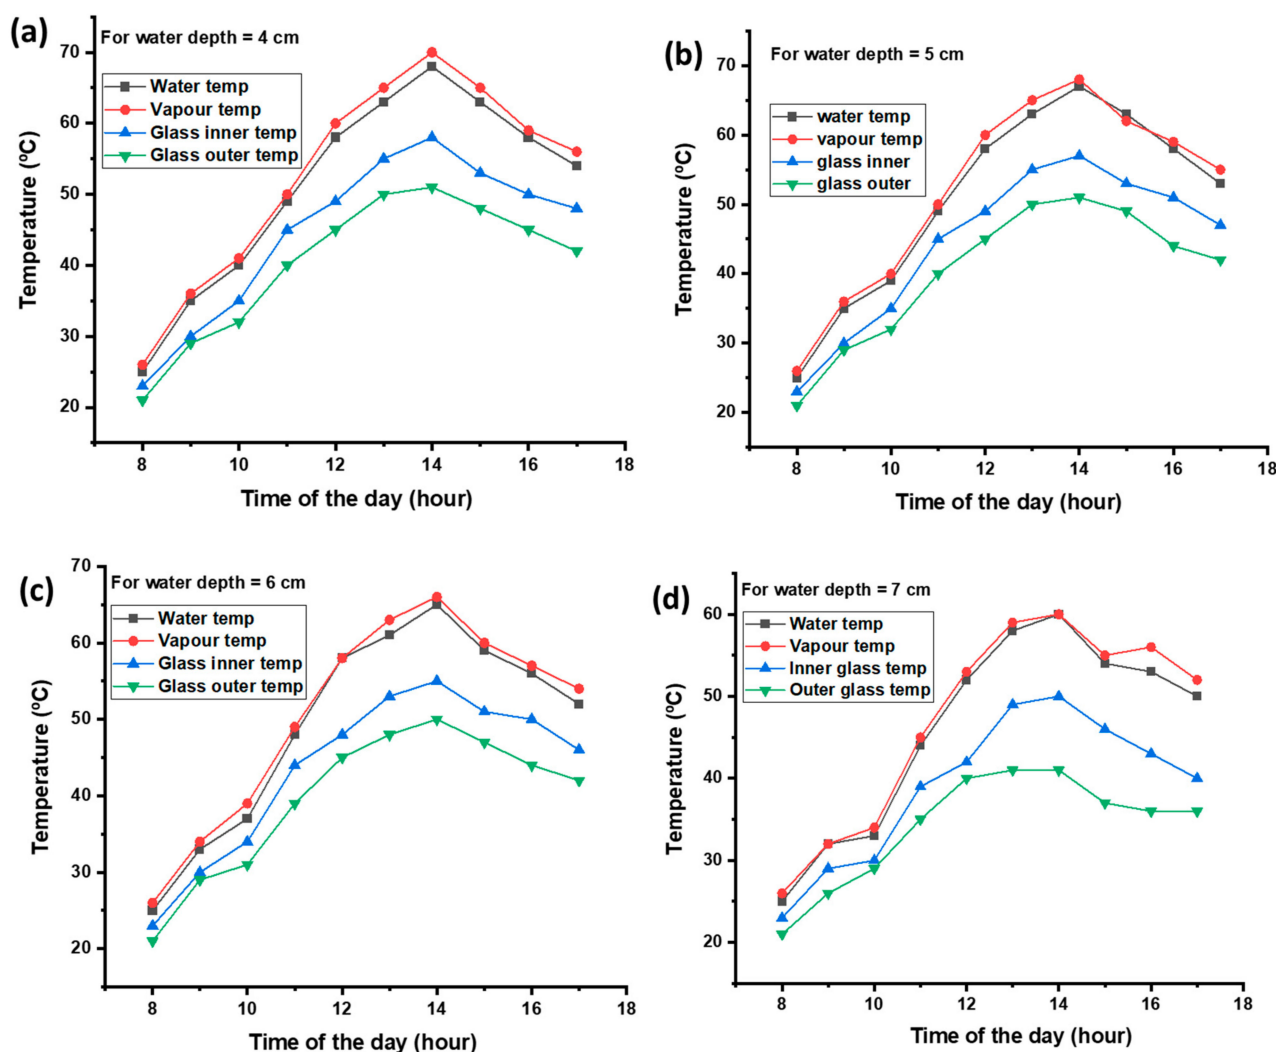 (a)
For water depth = 4 cm
Water temp
Vapour temp
Glass inner temp
Glass outer temp
Temperature (ºC)
70
60
50
40
30
20
8 10 12 14 16 18
Time of the day (hour)
(b)
For water depth = 5 cm
water temp
vapour temp
glass inner
glass outer
Temperature (ºC)
70
60
50
40
30
20
8 10 12 14 16 18
Time of the day (hour)
(c)
For water depth = 6 cm
Water temp
Vapour temp
Glass inner temp
Glass outer temp
Temperature (ºC)
70
60
50
40
30
20
8 10 12 14 16 18
Time of the day (hour)
(d)
For water depth = 7 cm
Water temp
Vapour temp
Inner glass temp
Outer glass temp
Temperature (ºC)
60
50
40
30
20
8 10 12 14 16 18
Time of the day (hour)